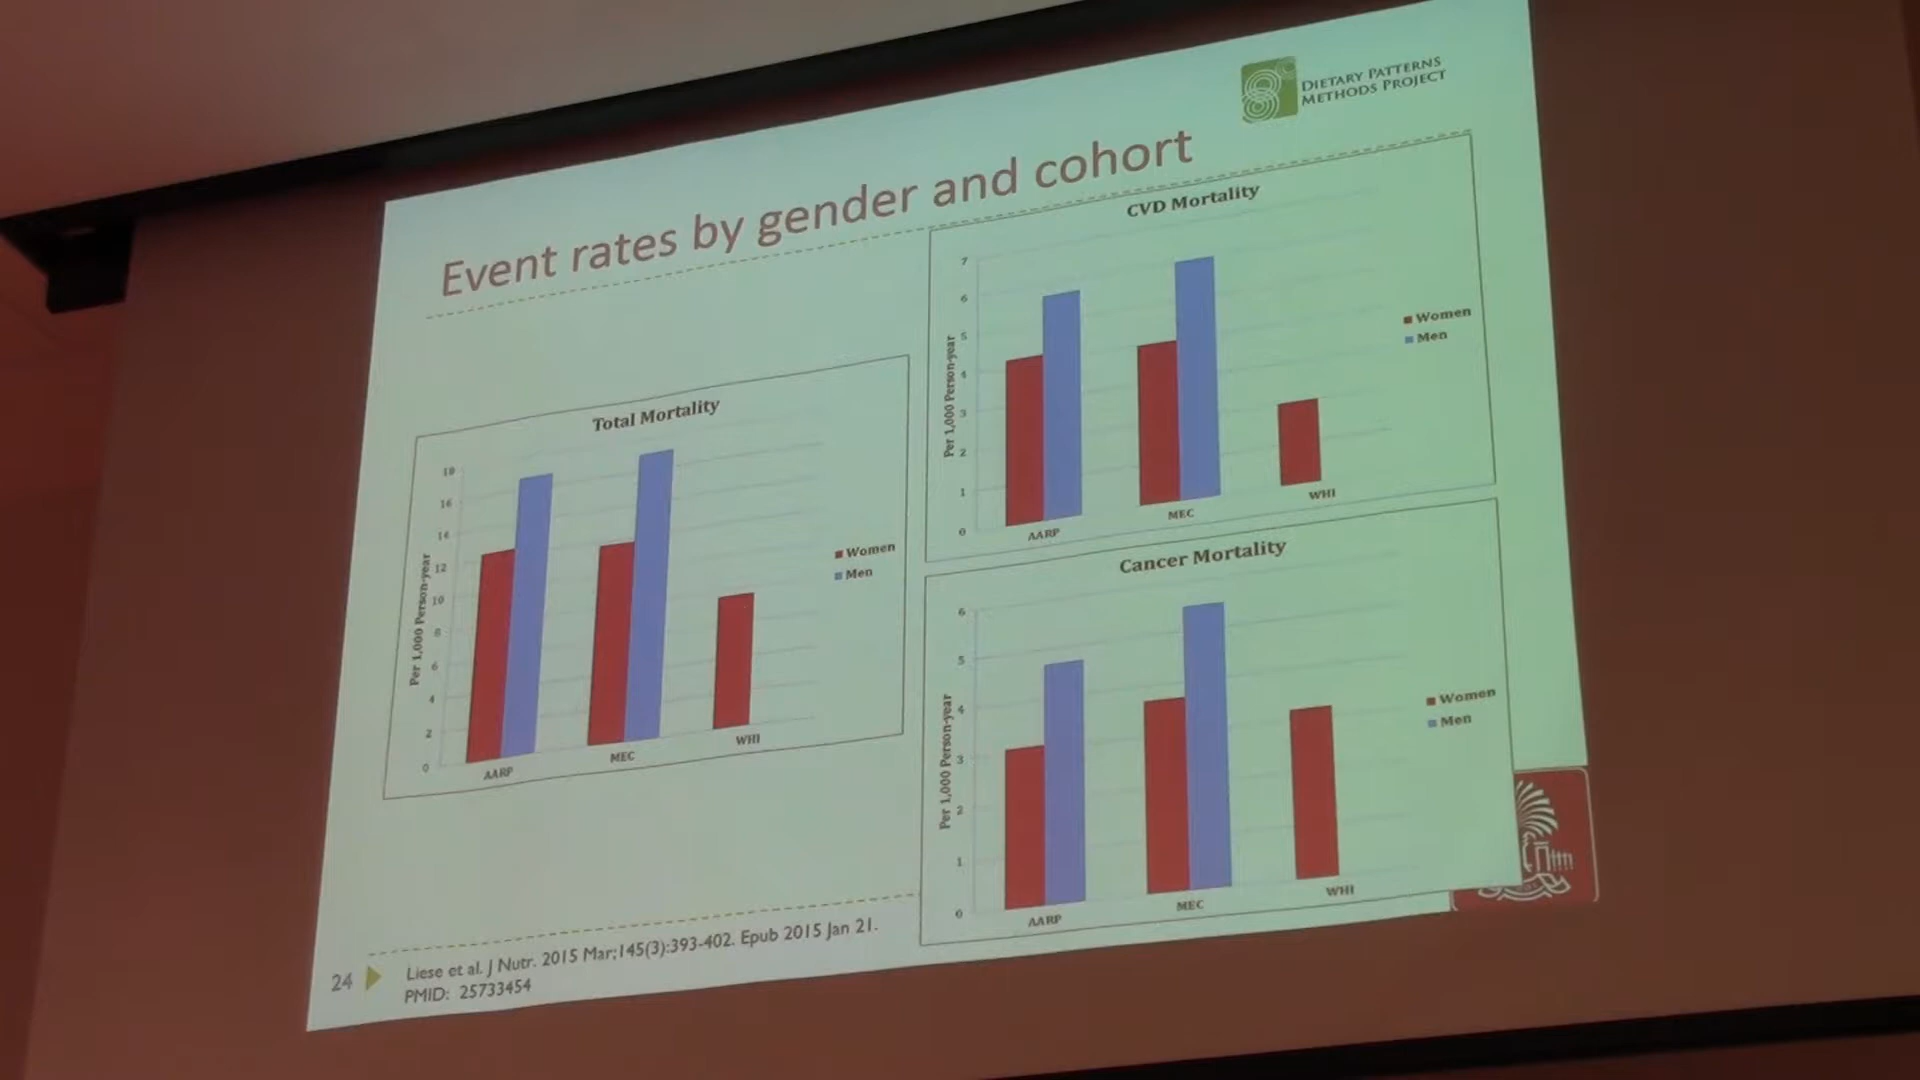 DIETARY PATTERNS
METHODS PROJECT
Event rates by gender and cohort
Total Mortality
Per 1,000 Person-year
18
16
14
12
10
8
6
4
2
0
AARP
MEC
WHI
Women
Men
CVD Mortality
Per 1,000 Person-year
7
6
5
4
3
2
1
0
AARP
MEC
WHI
Women
Men
Cancer Mortality
Per 1,000 Person-year
6
5
4
3
2
1
0
AARP
MEC
WHI
Women
Men
24
Liese et al. J Nutr. 2015 Mar;145(3):393-402. Epub 2015 Jan 21.
PMID: 25733454